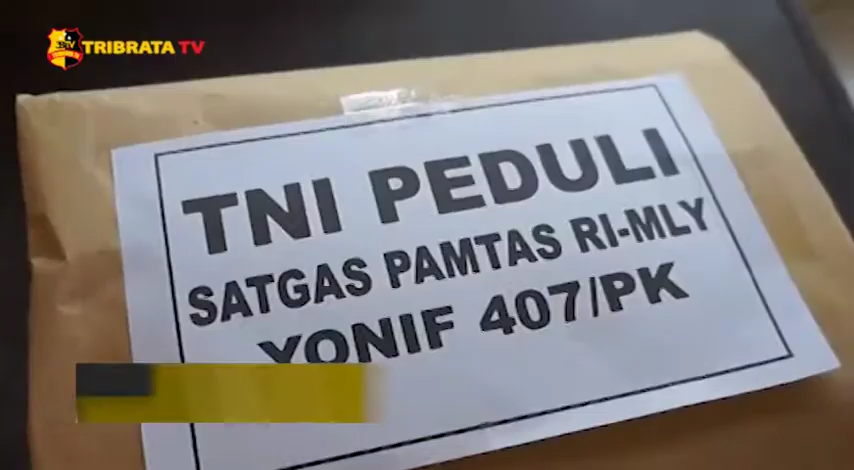 TRIBRATA TV
TNI PEDULI
SATGAS PAMTAS RI-MLY
YONIF 407/PK